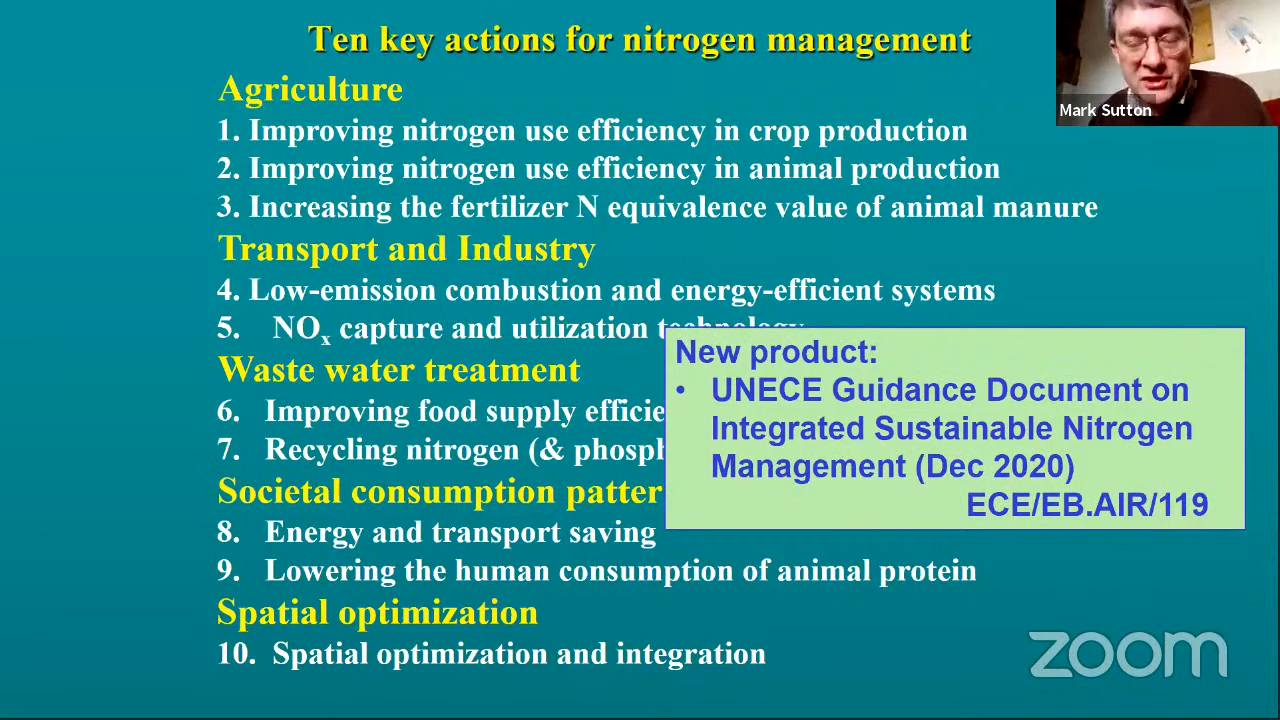 Ten key actions for nitrogen management
Mark Sutton
Agriculture
1. Improving nitrogen use efficiency in crop production
2. Improving nitrogen use efficiency in animal production
3. Increasing the fertilizer N equivalence value of animal manure
Transport and Industry
4. Low-emission combustion and energy-efficient systems
5. NOx capture and utilization technology
Waste water treatment
6. Improving food supply
7. Recycling nitrogen (&
Societal consumption
8. Energy and transport saving
9. Lowering the human consumption of animal protein
Spatial optimization
10. Spatial optimization and integration
New product:
• UNECE Guidance Document on
Integrated Sustainable Nitrogen
Management (Dec 2020)
ECE/EB.AIR/119
zoom